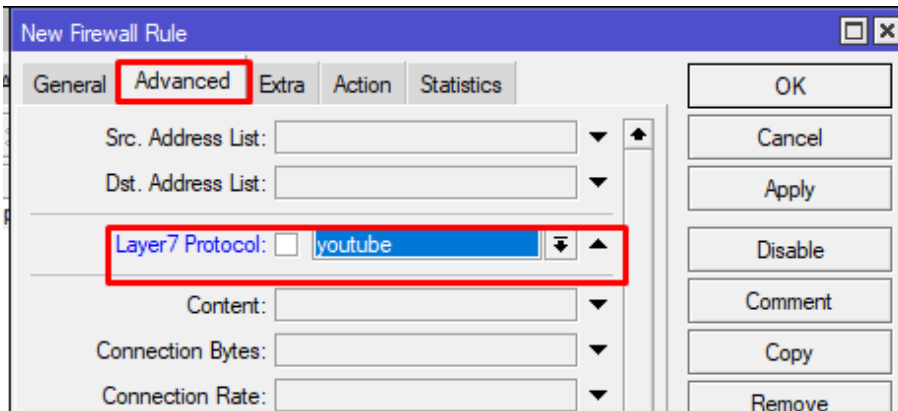 New Firewall Rule
General Advanced Extra Action Statistics
OK
Src. Address List:
Cancel
Dst. Address List:
Apply
Layer7 Protocol: youtube
Disable
Content:
Comment
Connection Bytes:
Copy
Connection Rate:
Remove